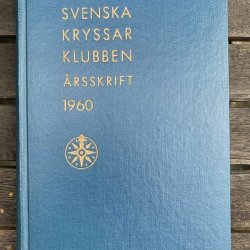 SVENSKA
KRYSSAR
KLUBBEN
ÅRSSKRIFT
1960